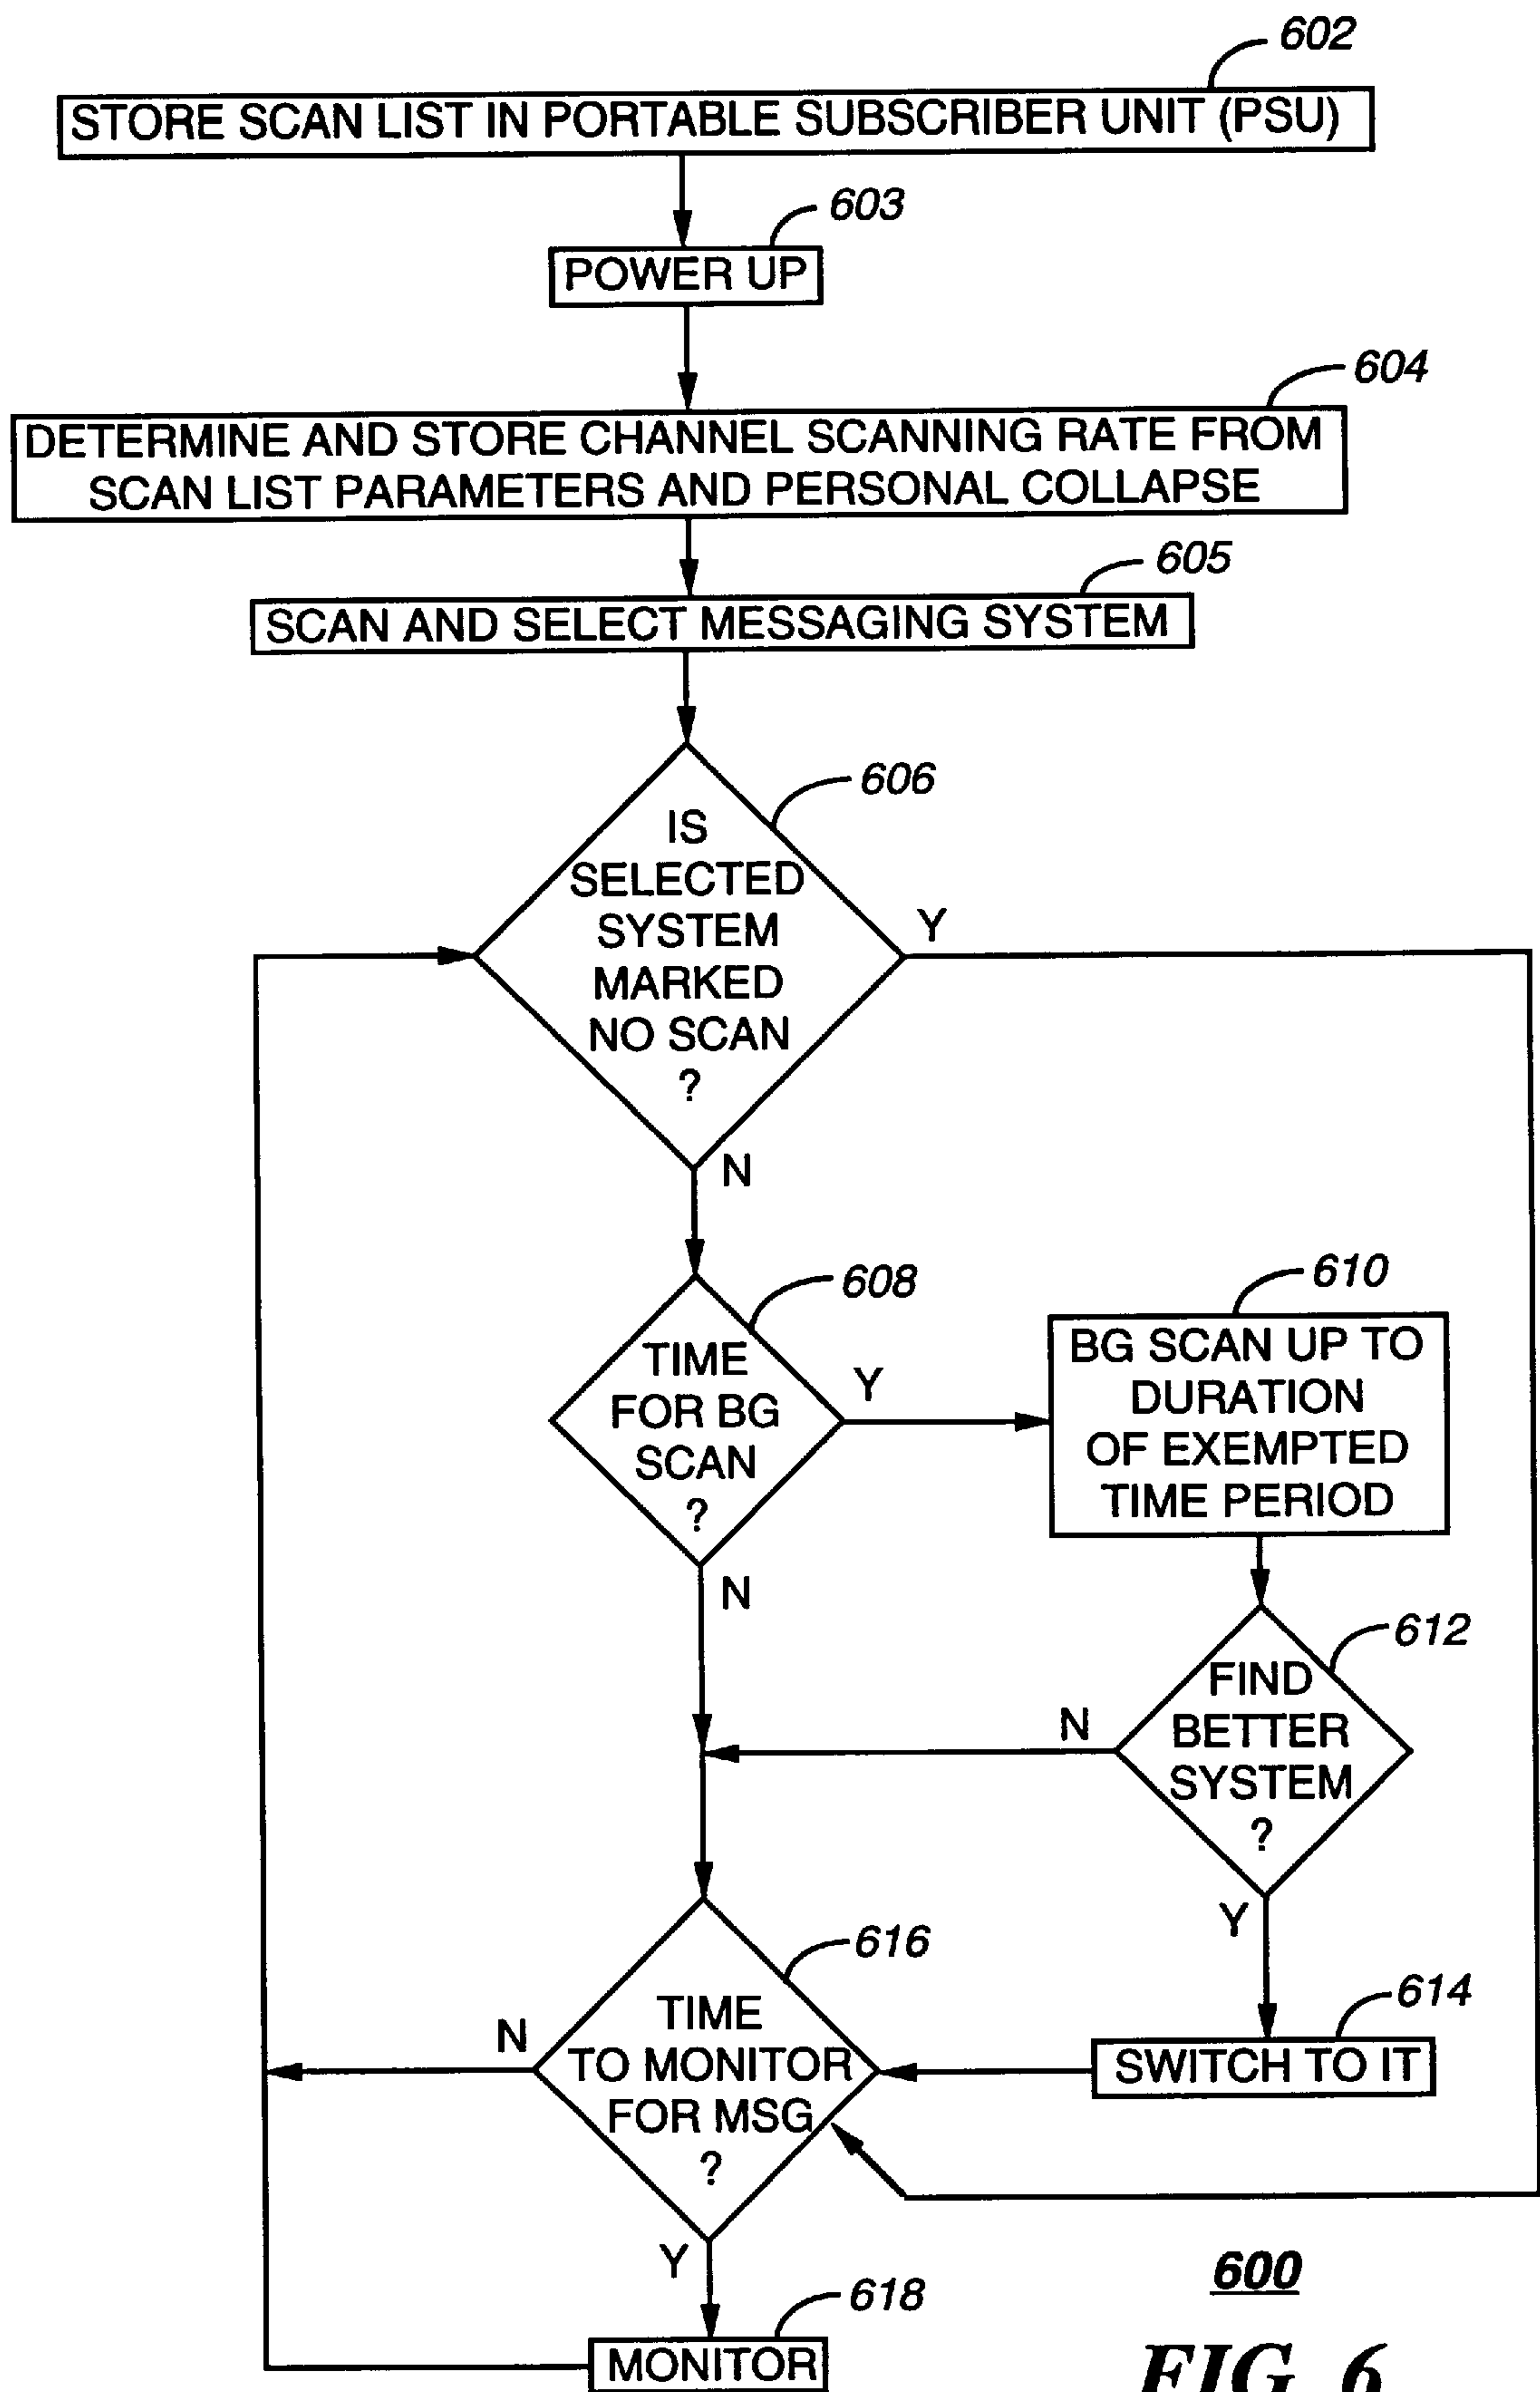 602
STORE SCAN LIST IN PORTABLE SUBSCRIBER UNIT (PSU)
603
POWER UP
604
DETERMINE AND STORE CHANNEL SCANNING RATE FROM
SCAN LIST PARAMETERS AND PERSONAL COLLAPSE
605
SCAN AND SELECT MESSAGING SYSTEM
606
IS
SELECTED
SYSTEM
MARKED
NO SCAN
?
Y
N
608
TIME
FOR BG
SCAN
?
Y
N
610
BG SCAN UP TO
DURATION
OF EXEMPTED
TIME PERIOD
612
FIND
BETTER
SYSTEM
?
N
Y
614
SWITCH TO IT
616
TIME
TO MONITOR
FOR MSG
?
N
Y
618
MONITOR
600
FIG. 6